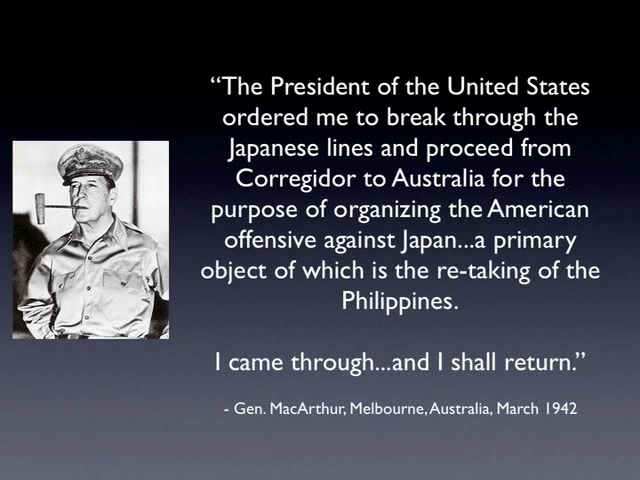 “The President of the United States
ordered me to break through the
Japanese lines and proceed from
Corregidor to Australia for the
purpose of organizing the American
offensive against Japan...a primary
object of which is the re-taking of the
Philippines.
I came through...and I shall return.”
- Gen. MacArthur, Melbourne, Australia, March 1942